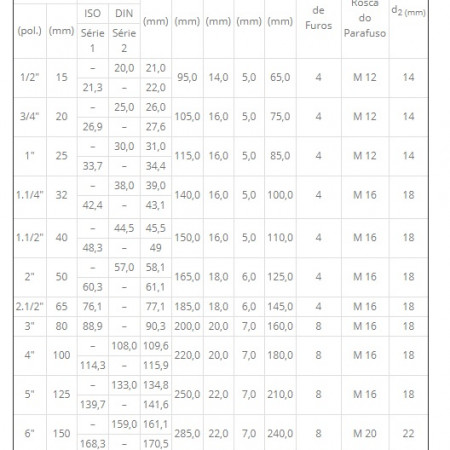 ISO DIN de Rosca
(pol.) (mm) Série 1 Série 2 (mm) (mm) (mm) (mm) (mm) Furos do Parafuso d2 (mm)
1/2" 15 – 20,0 21,0 95,0 14,0 5,0 65,0 4 M 12 14
21,3 – 22,0
3/4" 20 – 25,0 26,0 105,0 16,0 5,0 75,0 4 M 12 14
26,9 – 27,6
1" 25 – 30,0 31,0 115,0 16,0 5,0 85,0 4 M 12 14
33,7 – 34,4
1.1/4" 32 – 38,0 39,0 140,0 16,0 5,0 100,0 4 M 16 18
42,4 – 43,1
1.1/2" 40 – 44,5 45,5 150,0 16,0 5,0 110,0 4 M 16 18
48,3 – 49
2" 50 – 57,0 58,1 165,0 18,0 6,0 125,0 4 M 16 18
60,3 – 61,1
2.1/2" 65 76,1 – 77,1 185,0 18,0 6,0 145,0 4 M 16 18
3" 80 88,9 – 90,3 200,0 20,0 7,0 160,0 8 M 16 18
4" 100 – 108,0 109,6 220,0 20,0 7,0 180,0 8 M 16 18
114,3 – 115,9
5" 125 – 133,0 134,8 250,0 22,0 7,0 210,0 8 M 16 18
139,7 – 141,6
6" 150 – 159,0 161,1 285,0 22,0 7,0 240,0 8 M 20 22
168,3 – 170,5